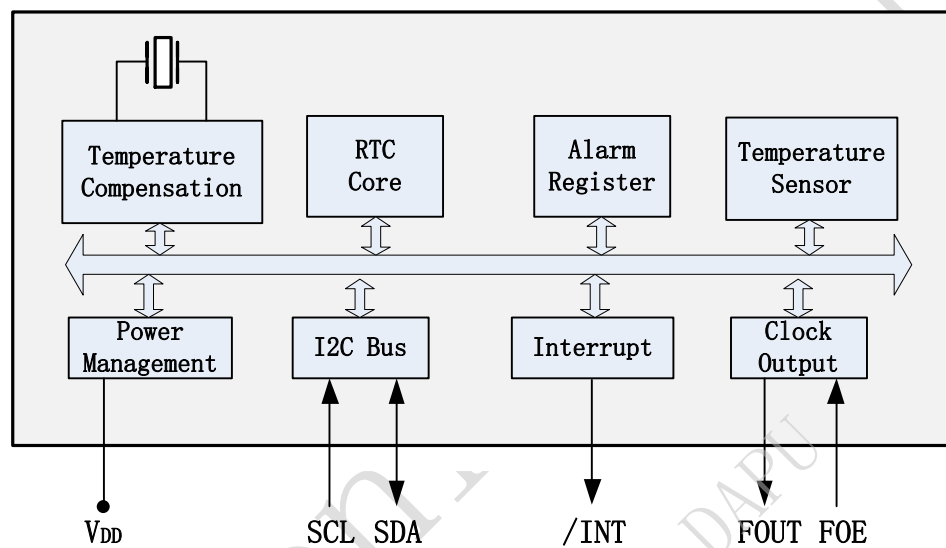 Temperature
Compensation
RTC
Core
Alarm
Register
Temperature
Sensor
Power
Management
I2C Bus
Interrupt
Clock
Output
VDD
SCL SDA
/INT
FOUT FOE
DAPU